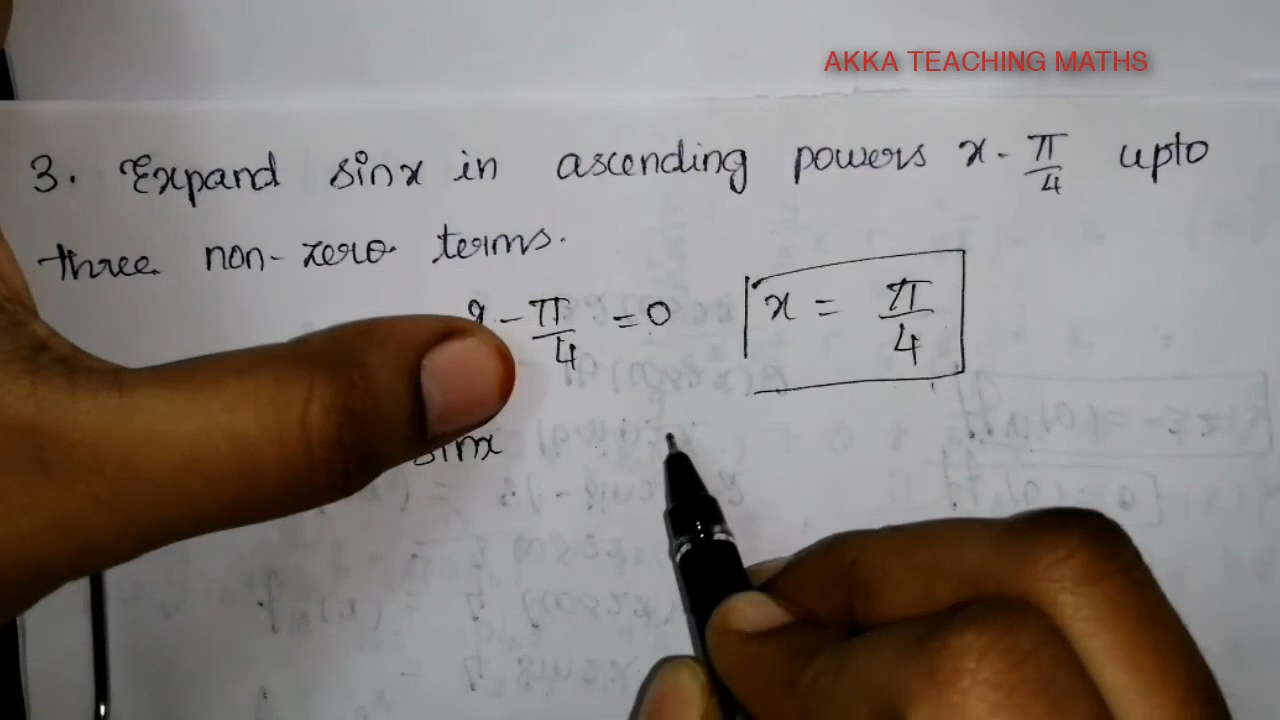 AKKA TEACHING MATHS
3. Expand sinx in ascending powers x - π/4 upto
three non-zero terms.
x - π/4 = 0 x = π/4
sinx